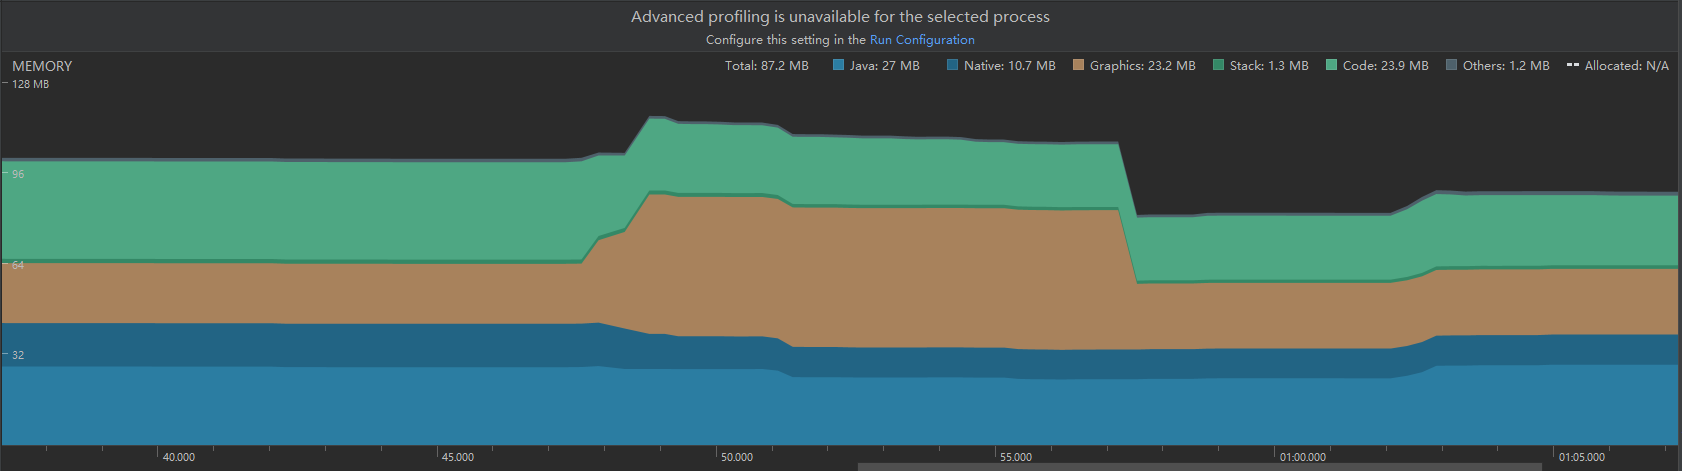 Advanced profiling is unavailable for the selected process
Configure this setting in the Run Configuration
MEMORY Total: 87.2 MB Java: 27 MB Native: 10.7 MB Graphics: 23.2 MB Stack: 1.3 MB Code: 23.9 MB Others: 1.2 MB Allocated: N/A
128 MB
96
64
32
40.000 45.000 50.000 55.000 01:00.000 01:05.000